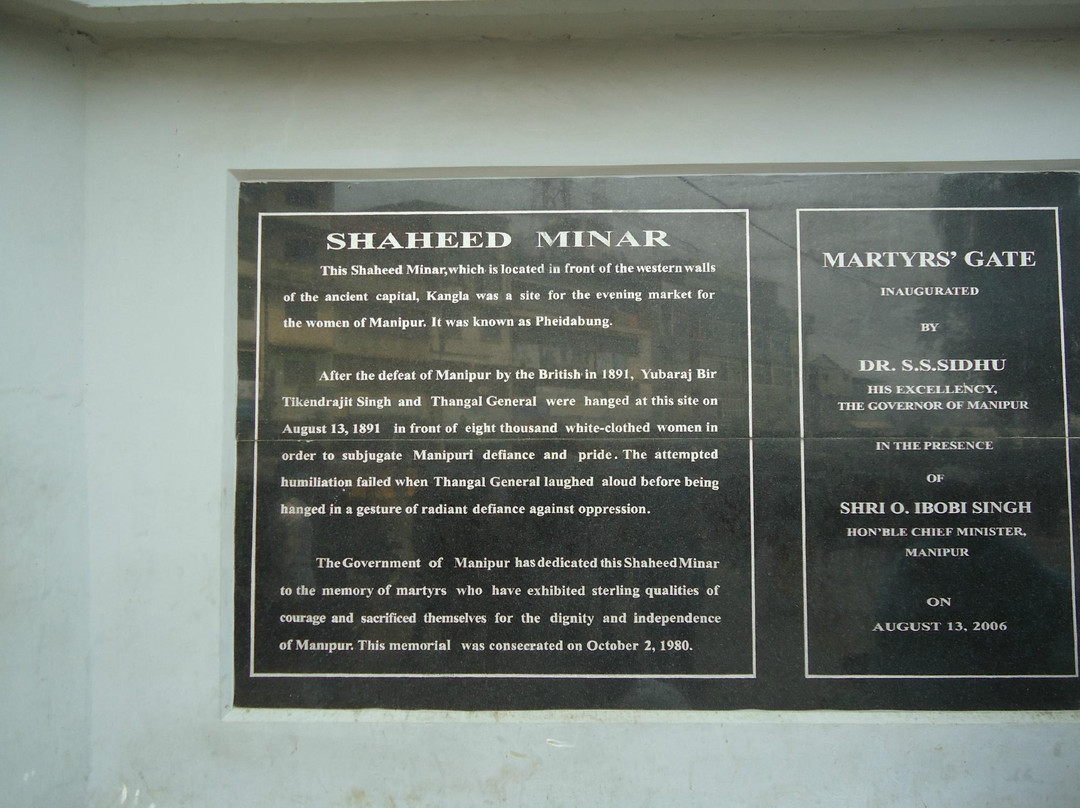 SHAHEED MINAR
This Shaheed Minar,which is located in front of the western walls
of the ancient capital, Kangla was a site for the evening market for
the women of Manipur. It was known as Pheidabung.
After the defeat of Manipur by the British in 1891, Yubaraj Bir
Tikendrajit Singh and Thangal General were hanged at this site on
August 13, 1891 in front of eight thousand white-clothed women in
order to subjugate Manipuri defiance and pride. The attempted
humiliation failed when Thangal General laughed aloud before being
hanged in a gesture of radiant defiance against oppression.
The Government of Manipur has dedicated this Shaheed Minar
to the memory of martyrs who have exhibited sterling qualities of
courage and sacrificed themselves for the dignity and independence
of Manipur. This memorial was consecrated on October 2, 1980.
MARTYRS' GATE
INAUGURATED
BY
DR. S.S.SIDHU
HIS EXCELLENCY,
THE GOVERNOR OF MANIPUR
IN THE PRESENCE
OF
SHRI O. IBOBI SINGH
HON'BLE CHIEF MINISTER,
MANIPUR
ON
AUGUST 13, 2006